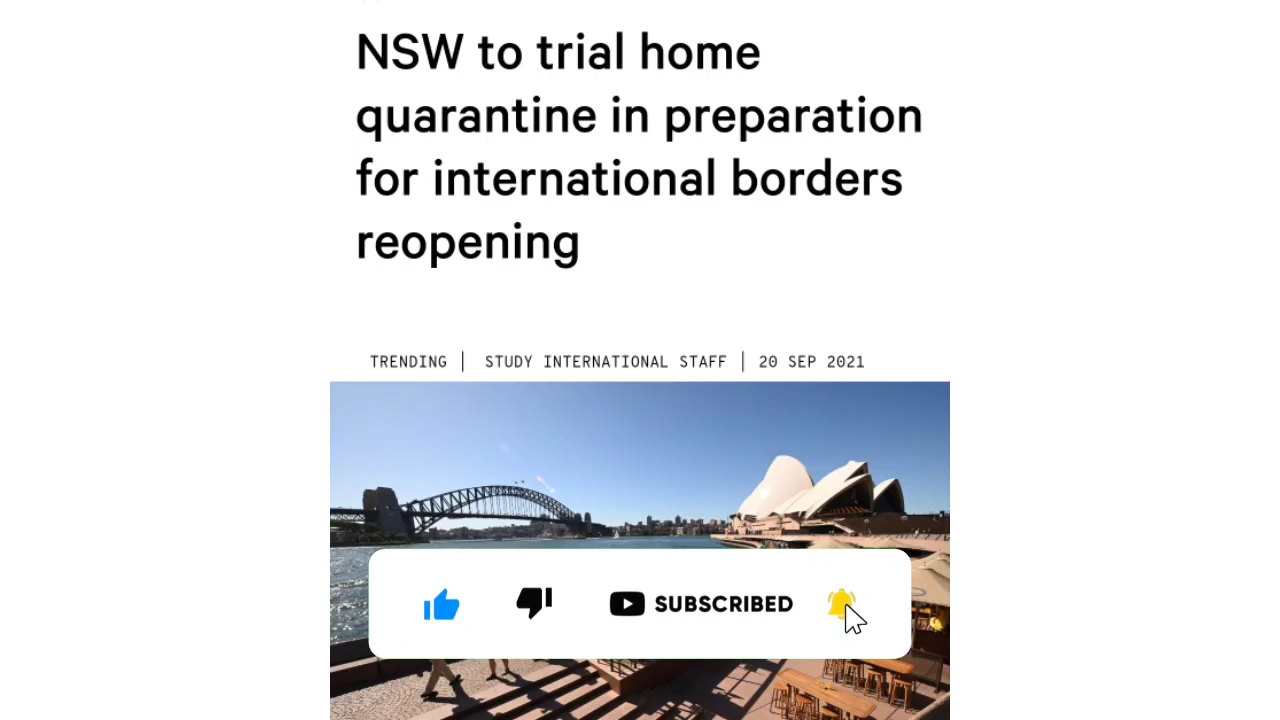 NSW to trial home
quarantine in preparation
for international borders
reopening
TRENDING | STUDY INTERNATIONAL STAFF | 20 SEP 2021
SUBSCRIBED